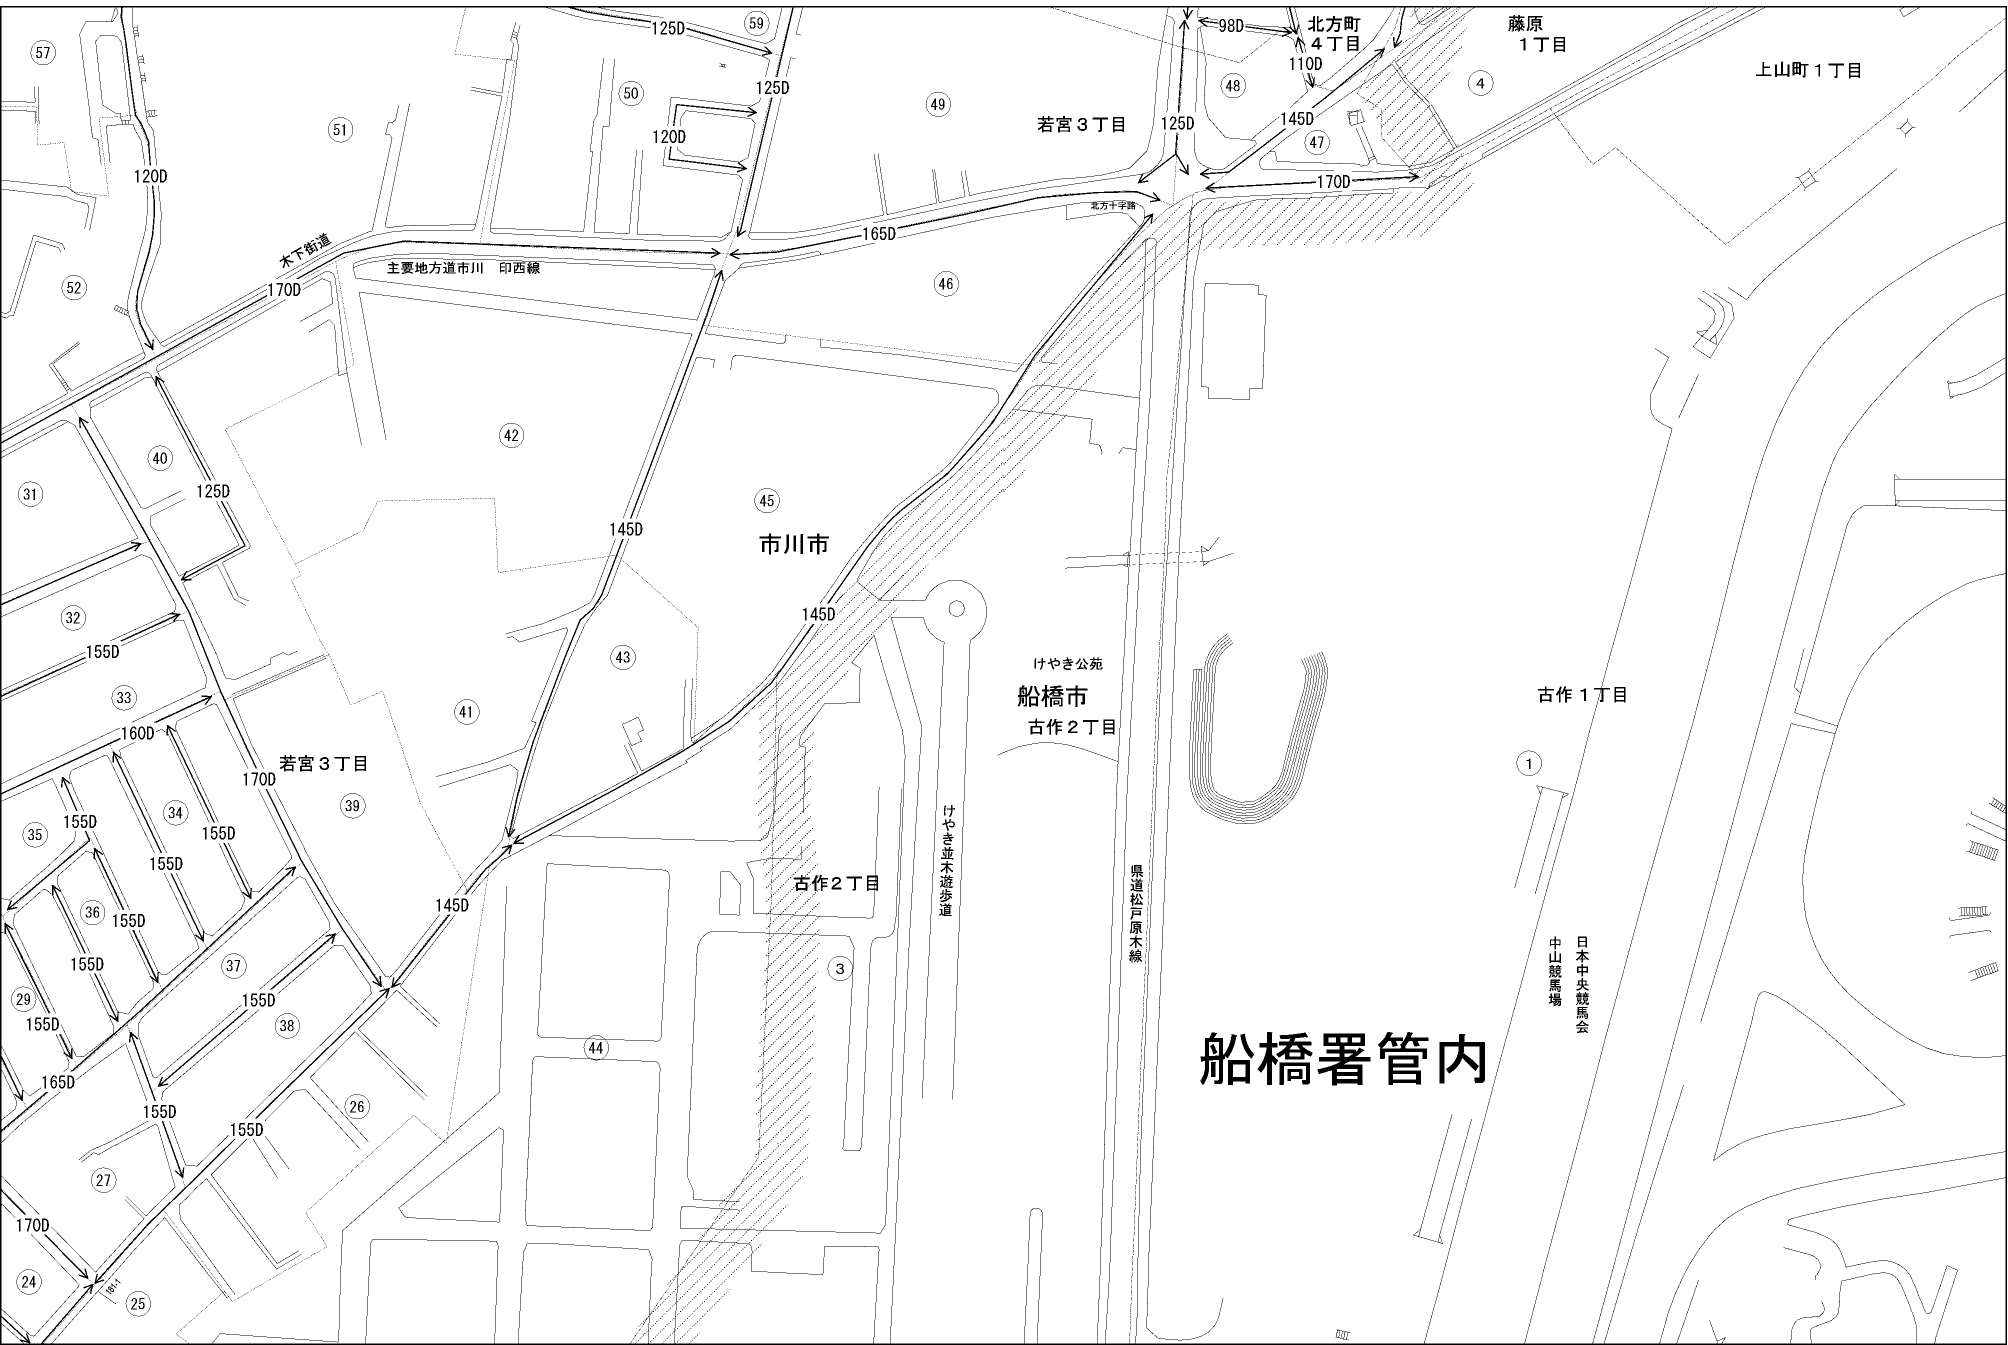 57
59
125D
98D
北方町
4丁目
藤原
1丁目
上山町1丁目
110D
48
4
50
125D
49
51
120D
若宮3丁目
125D
145D
47
120D
170D
北方十字路
165D
木下街道
主要地方道市川 印西線
170D
52
46
42
40
31
125D
45
145D
市川市
32
145D
155D
43
けやき公苑
船橋市
古作2丁目
古作1丁目
33
41
160D
若宮3丁目
170D
1
39
34
35
155D
155D
けやき並木遊歩道
155D
県道松戸原木線
古作2丁目
145D
36
155D
日本中央競馬会
中山競馬場
155D
37
3
29
155D
155D
38
44
船橋署管内
165D
155D
26
155D
27
170D
24
181-1
25